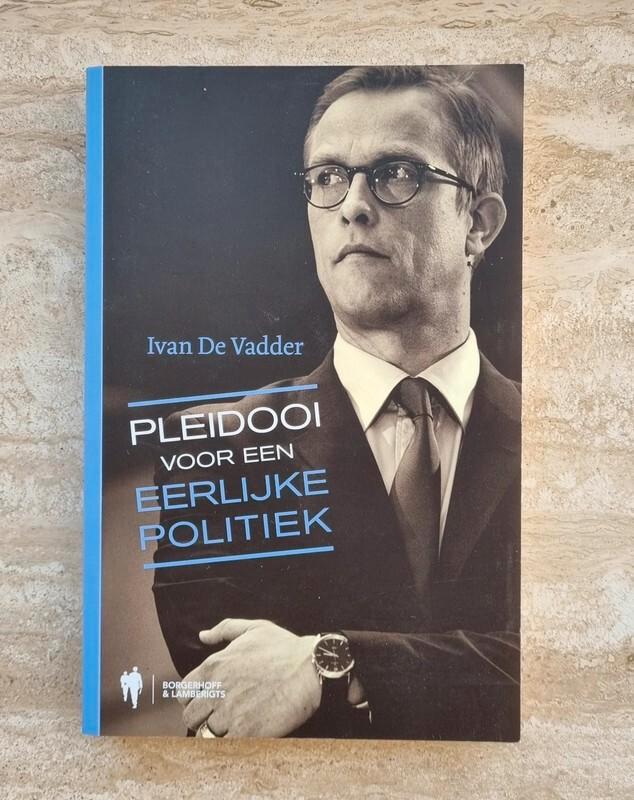 Ivan De Vadder
PLEIDOOI
VOOR EEN
EERLIJKE
POLITIEK
BORGERHOFF
& LAMBERIGTS